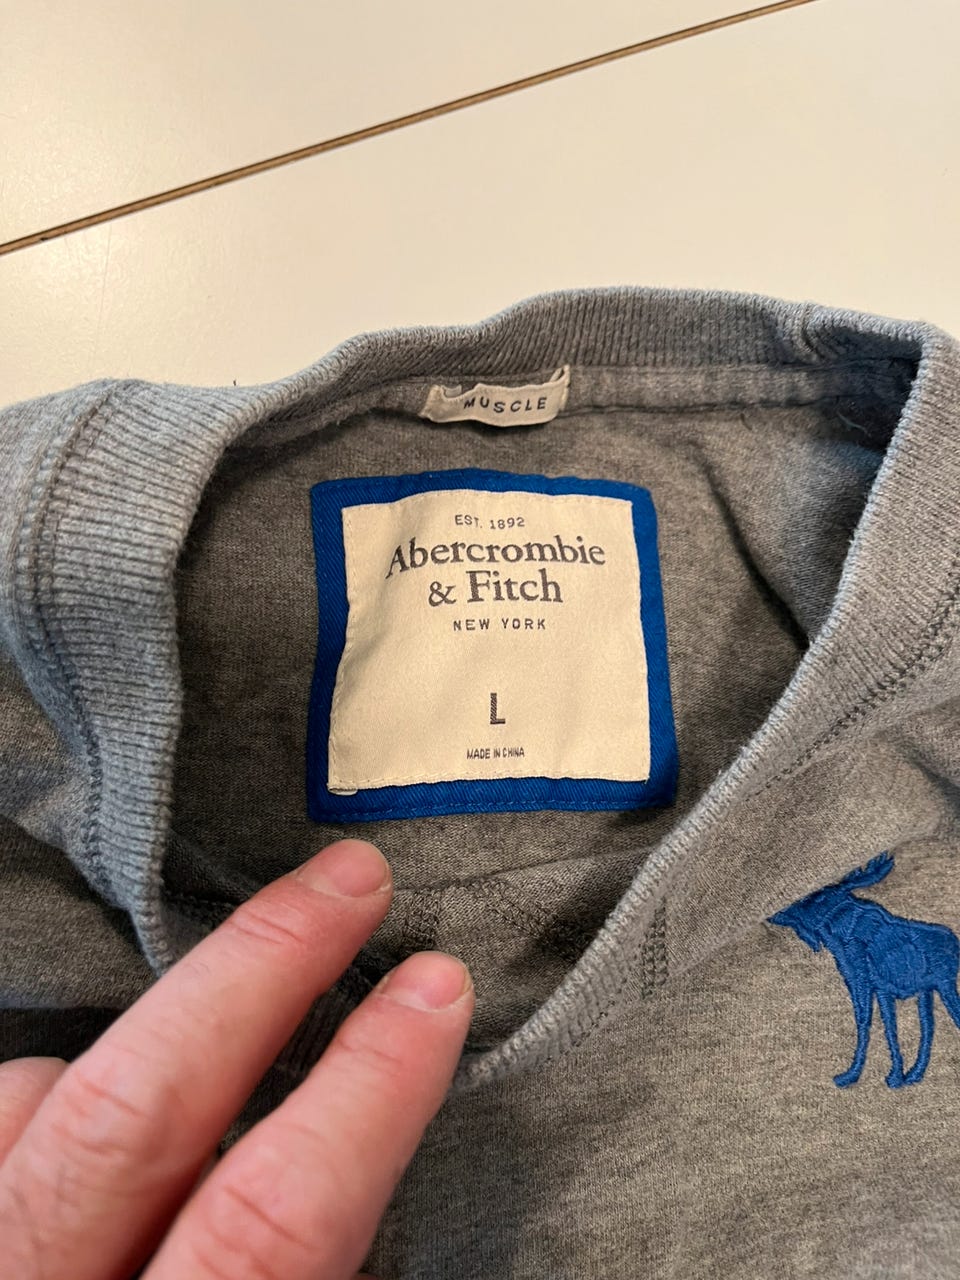 MUSCLE
EST. 1892
Abercrombie
& Fitch
NEW YORK
L
MADE IN CHINA